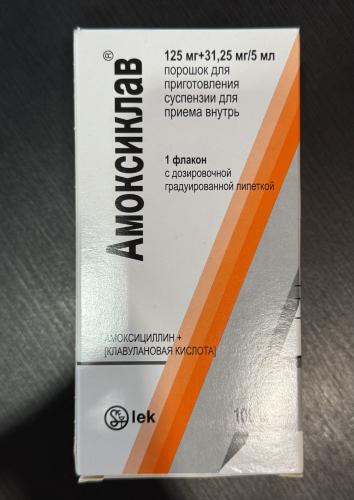 Амоксиклав®
125 мг+31,25 мг/5 мл
порошок для
приготовления
суспензии для
приема внутрь
1 флакон
с дозировочной
градуированной пипеткой
АМОКСИЦИЛЛИН +
[КЛАВУЛАНОВАЯ КИСЛОТА]
lek